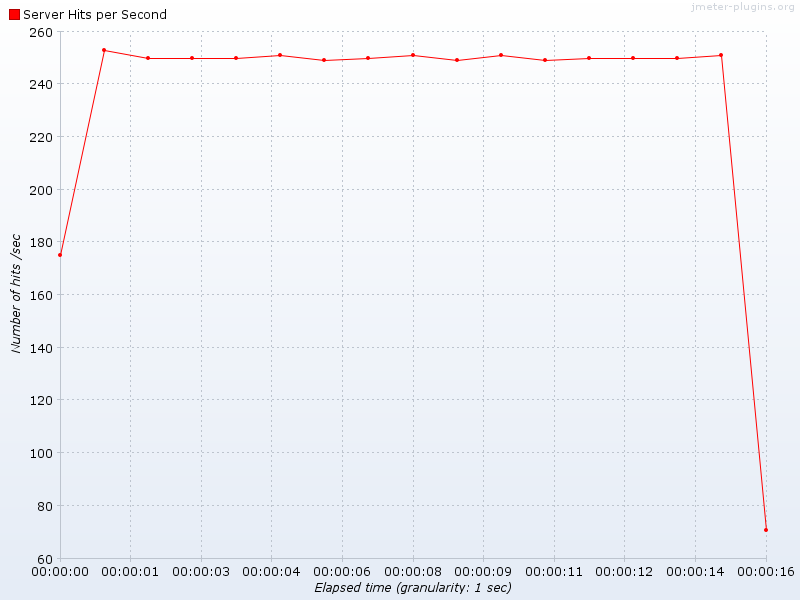 jmeter-plugins.org
Server Hits per Second
260
240
220
200
180
160
140
120
100
80
60
Number of hits /sec
00:00:00 00:00:01 00:00:03 00:00:04 00:00:06 00:00:08 00:00:09 00:00:11 00:00:12 00:00:14 00:00:16
Elapsed time (granularity: 1 sec)